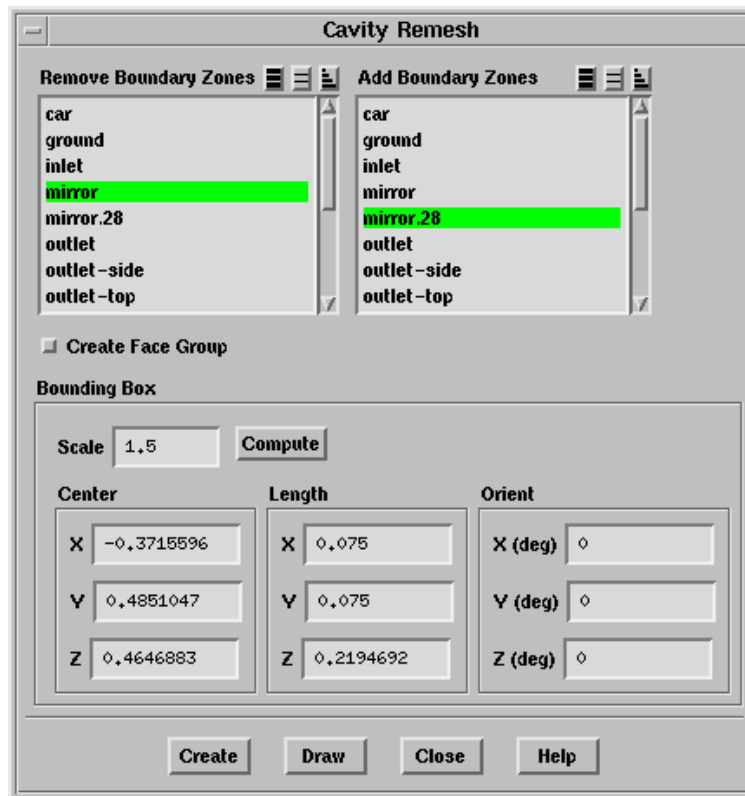 Cavity Remesh
Remove Boundary Zones
Add Boundary Zones
car
ground
inlet
mirror
mirror.28
outlet
outlet-side
outlet-top
car
ground
inlet
mirror
mirror.28
outlet
outlet-side
outlet-top
Create Face Group
Bounding Box
Scale 1.5 Compute
Center
X -0.3715596
Y 0.4851047
Z 0.4646883
Length
X 0.075
Y 0.075
Z 0.2194692
Orient
X (deg) 0
Y (deg) 0
Z (deg) 0
Create Draw Close Help